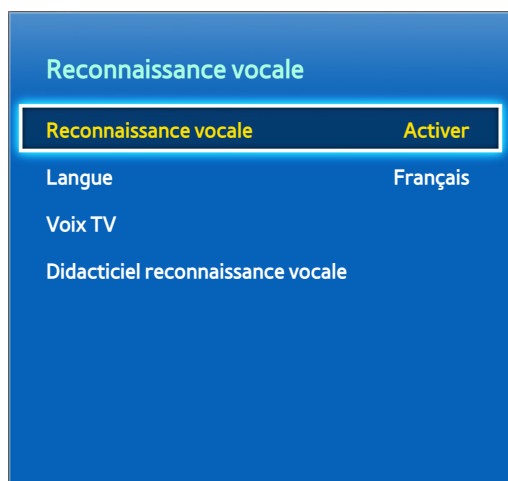 Reconnaissance vocale
Reconnaissance vocale Activer
Langue Français
Voix TV
Didacticiel reconnaissance vocale